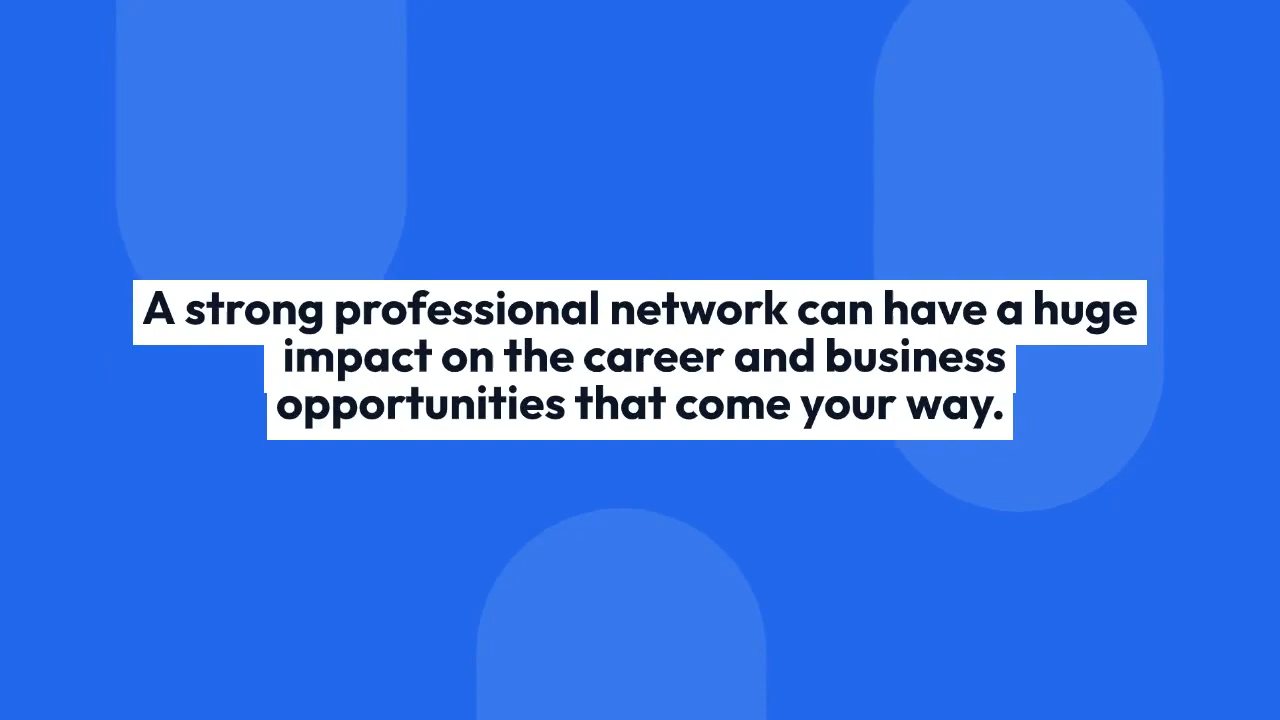 A strong professional network can have a huge
impact on the career and business
opportunities that come your way.